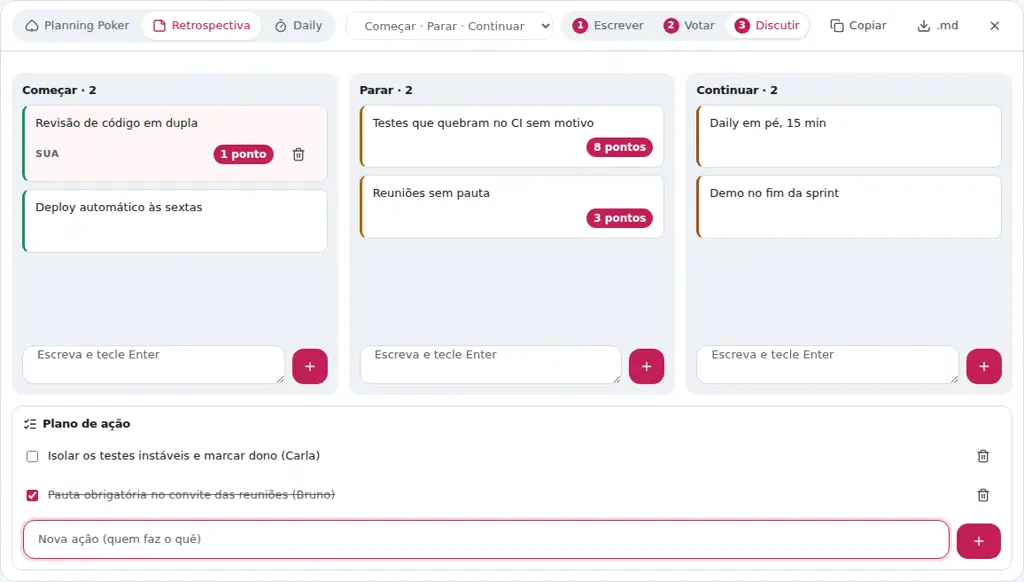 Planning Poker Retrospectiva Daily Começar · Parar · Continuar 1 Escrever 2 Votar 3 Discutir Copiar .md
Começar · 2
Revisão de código em dupla
SUA 1 ponto
Deploy automático às sextas
Escreva e tecle Enter +
Parar · 2
Testes que quebram no CI sem motivo
8 pontos
Reuniões sem pauta
3 pontos
Escreva e tecle Enter +
Continuar · 2
Daily em pé, 15 min
Demo no fim da sprint
Escreva e tecle Enter +
Plano de ação
Isolar os testes instáveis e marcar dono (Carla)
Pauta obrigatória no convite das reuniões (Bruno)
Nova ação (quem faz o quê) +